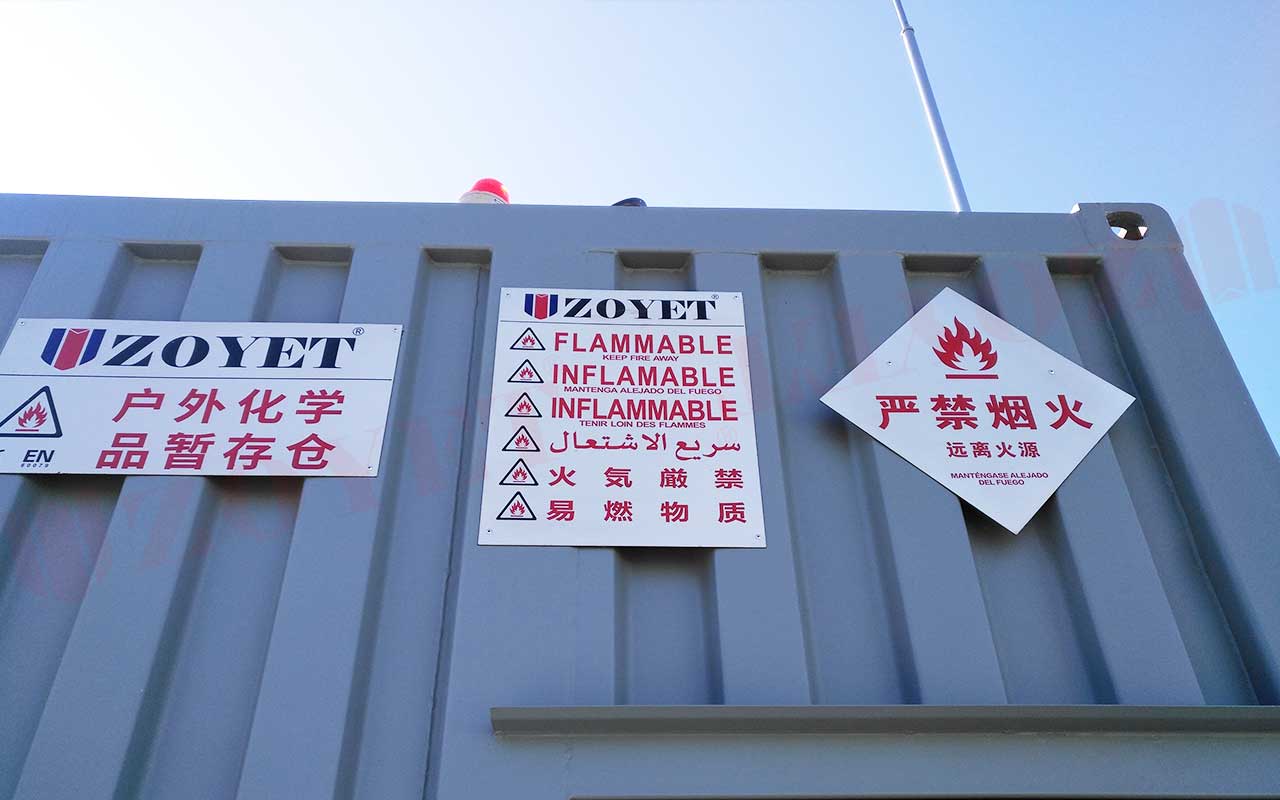 ZOYET®
户外化学
品暂存仓
EN
60079
ZOYET®
FLAMMABLE
KEEP FIRE AWAY
INFLAMABLE
MANTENGA ALEJADO DEL FUEGO
INFLAMMABLE
TENIR LOIN DES FLAMMES
سريع الاشتعال
火気厳禁
易燃物质
严禁烟火
远离火源
MANTÉNGASE ALEJADO
DEL FUEGO